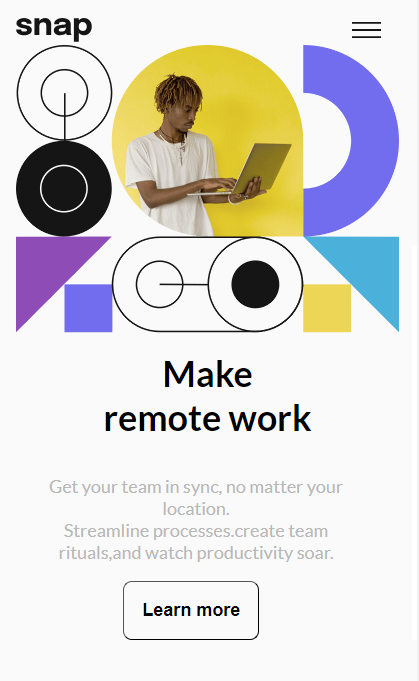 snap
Make
remote work
Get your team in sync, no matter your
location.
Streamline processes.create team
rituals,and watch productivity soar.
Learn more